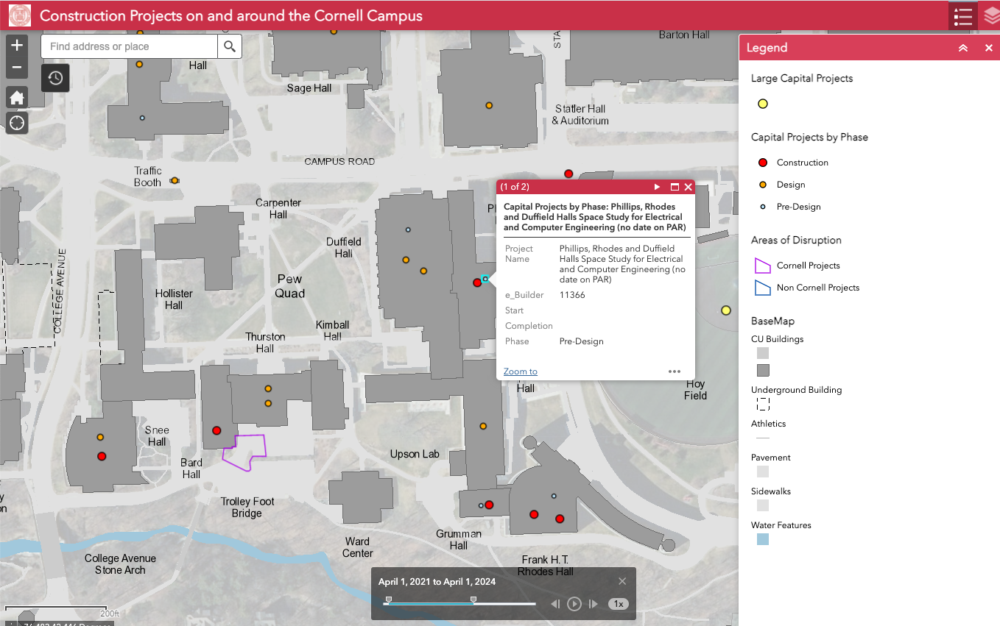 Construction Projects on and around the Cornell Campus
Find address or place
Hall
Sage Hall
Barton Hall
STA
Statler Hall
& Auditorium
CAMPUS ROAD
Traffic
Booth
Carpenter
Hall
Duffield
Hall
Pew
Quad
COLLEGE AVENUE
Hollister
Hall
Kimball
Hall
Thurston
Hall
Snee
Hall
Bard
Hall
Trolley Foot
Bridge
Upson Lab
Hall
Hoy
Field
Ward
Center
Grumman
Hall
Frank H. T.
Rhodes Hall
College Avenue
Stone Arch
200ft
(1 of 2)
Capital Projects by Phase: Phillips, Rhodes
and Duffield Halls Space Study for Electrical
and Computer Engineering (no date on PAR)
Project
Name
Phillips, Rhodes and Duffield
Halls Space Study for Electrical
and Computer Engineering (no
date on PAR)
e_Builder 11366
Start
Completion
Phase Pre-Design
Zoom to
April 1, 2021 to April 1, 2024
1x
Legend
Large Capital Projects
Capital Projects by Phase
Construction
Design
Pre-Design
Areas of Disruption
Cornell Projects
Non Cornell Projects
BaseMap
CU Buildings
Underground Building
Athletics
Pavement
Sidewalks
Water Features